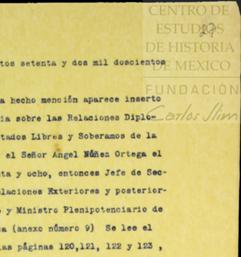 CENTRO DE
ESTUDIOS
DE HISTORIA
DE MEXICO
FUNDACIÓN
Carlos Slim
27
tos setenta y dos mil doscientos
a hecho mención aparece inserto
ia sobre las Relaciones Diplo-
tados Libres y Soberanos de la
e el Señor Angel Núñez Ortega el
ta y ocho, entonces Jefe de Sec-
laciones Exteriores y posterior-
o y Ministro Plenipotenciario de
a (anexo número 9) Se lee el
las páginas 120,121, 122 y 123 ,